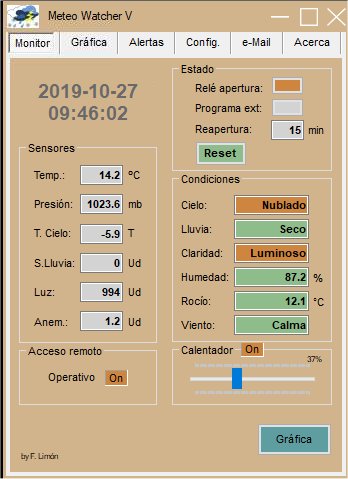 Meteo Watcher V
Monitor Gráfica Alertas Config. e-Mail Acerca
2019-10-27
09:46:02
Sensores
Temp.: 14.2 ºC
Presión: 1023.6 mb
T. Cielo: -5.9 T
S.Lluvia: 0 Ud
Luz: 994 Ud
Anem.: 1.2 Ud
Acceso remoto
Operativo On
by F. Limón
Estado
Relé apertura:
Programa ext:
Reapertura: 15 min
Reset
Condiciones
Cielo: Nublado
Lluvia: Seco
Claridad: Luminoso
Humedad: 87.2 %
Rocío: 12.1 °C
Viento: Calma
Calentador On
37%
Gráfica